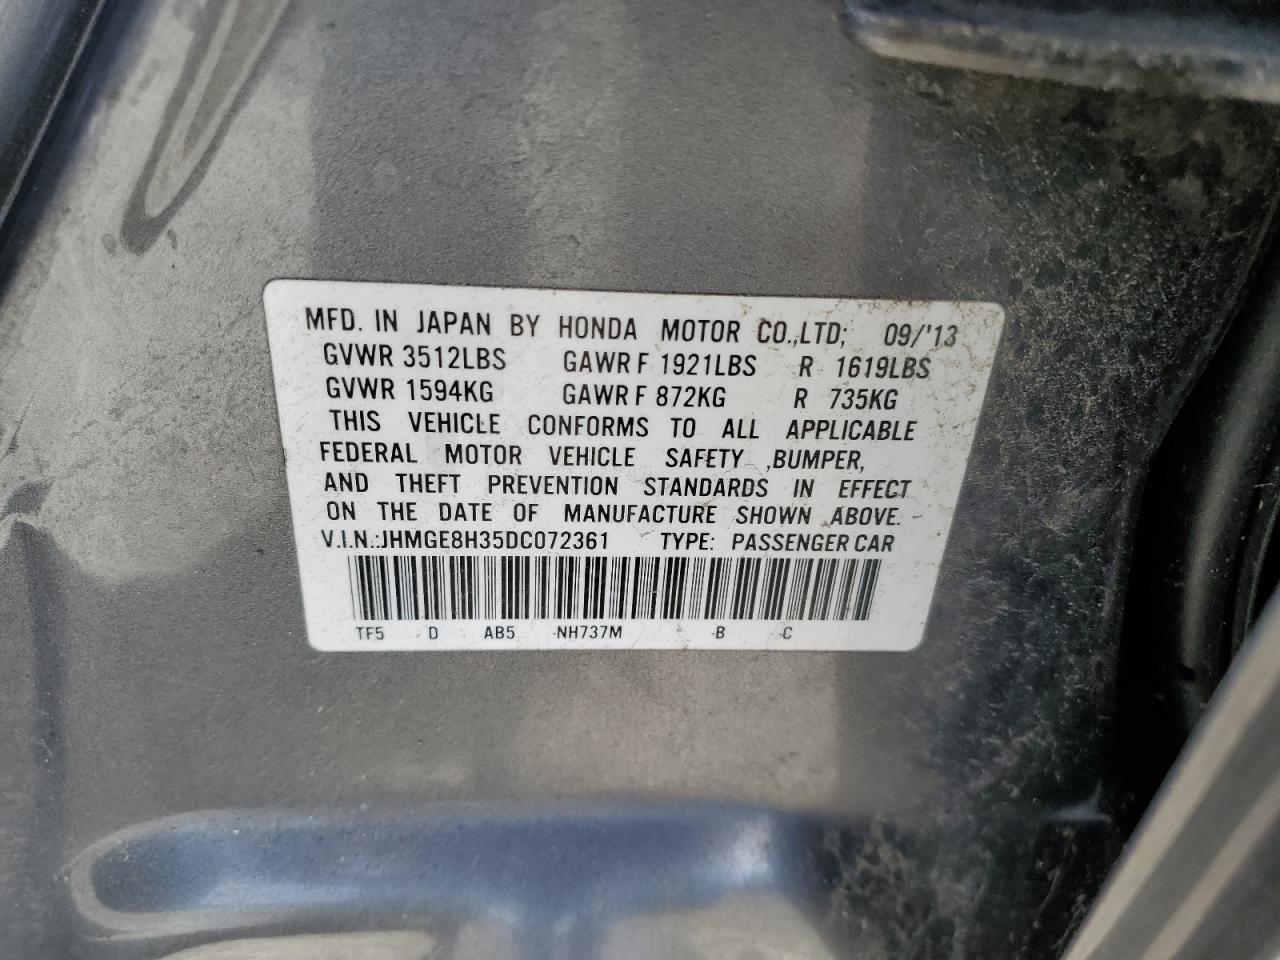 MFD. IN JAPAN BY HONDA MOTOR CO.,LTD; 09/'13
GVWR 3512LBS GAWR F 1921LBS R 1619LBS
GVWR 1594KG GAWR F 872KG R 735KG
THIS VEHICLE CONFORMS TO ALL APPLICABLE
FEDERAL MOTOR VEHICLE SAFETY ,BUMPER,
AND THEFT PREVENTION STANDARDS IN EFFECT
ON THE DATE OF MANUFACTURE SHOWN ABOVE.
V.I.N.:JHMGE8H35DC072361 TYPE: PASSENGER CAR
TF5 D AB5 -NH737M -B -C